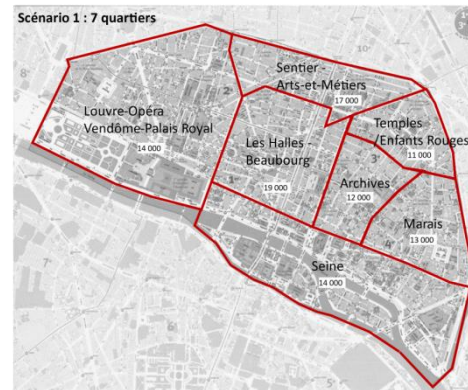 Scénario 1 : 7 quartiers
Sentier -
Arts-et-Métiers
17 000
Louvre-Opéra
Vendôme-Palais Royal
14 000
Les Halles -
Beaubourg
19 000
Temples
/Enfants Rouges
11 000
Archives
12 000
Marais
13 000
Seine
14 000